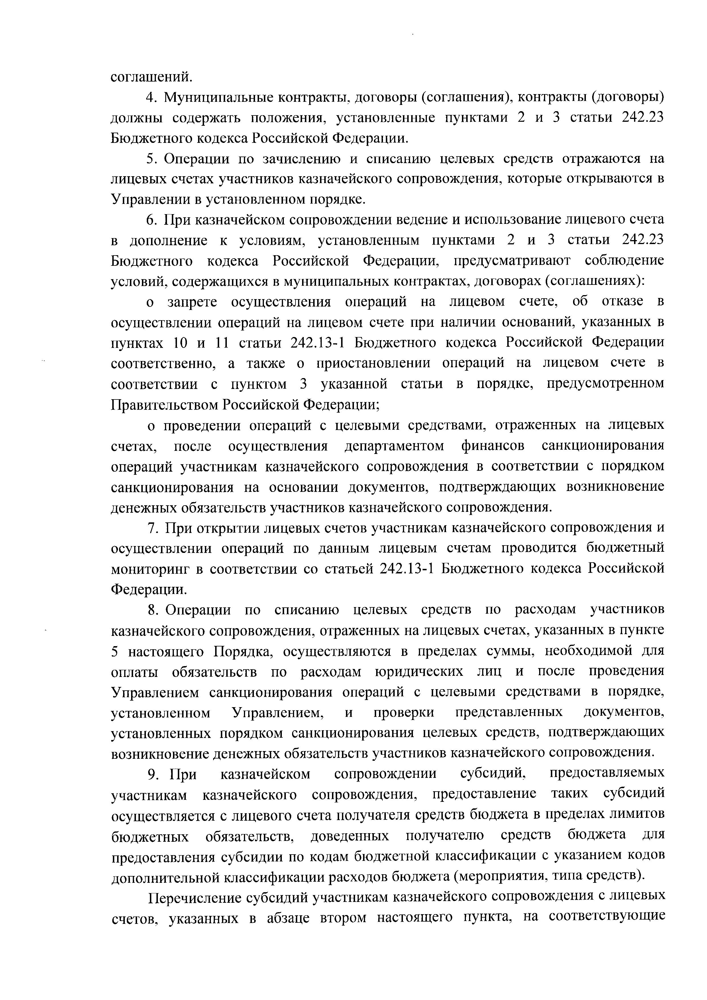 соглашений.
4. Муниципальные контракты, договоры (соглашения), контракты (договоры)
должны содержать положения, установленные пунктами 2 и 3 статьи 242.23
Бюджетного кодекса Российской Федерации.
5. Операции по зачислению и списанию целевых средств отражаются на
лицевых счетах участников казначейского сопровождения, которые открываются в
Управлении в установленном порядке.
6. При казначейском сопровождении ведение и использование лицевого счета
в дополнение к условиям, установленным пунктами 2 и 3 статьи 242.23
Бюджетного кодекса Российской Федерации, предусматривают соблюдение
условий, содержащихся в муниципальных контрактах, договорах (соглашениях):
о запрете осуществления операций на лицевом счете, об отказе в
осуществлении операций на лицевом счете при наличии оснований, указанных в
пунктах 10 и 11 статьи 242.13-1 Бюджетного кодекса Российской Федерации
соответственно, а также о приостановлении операций на лицевом счете в
соответствии с пунктом 3 указанной статьи в порядке, предусмотренном
Правительством Российской Федерации;
о проведении операций с целевыми средствами, отраженных на лицевых
счетах, после осуществления департаментом финансов санкционирования
операций участникам казначейского сопровождения в соответствии с порядком
санкционирования на основании документов, подтверждающих возникновение
денежных обязательств участников казначейского сопровождения.
7. При открытии лицевых счетов участникам казначейского сопровождения и
осуществлении операций по данным лицевым счетам проводится бюджетный
мониторинг в соответствии со статьей 242.13-1 Бюджетного кодекса Российской
Федерации.
8. Операции по списанию целевых средств по расходам участников
казначейского сопровождения, отраженных на лицевых счетах, указанных в пункте
5 настоящего Порядка, осуществляются в пределах суммы, необходимой для
оплаты обязательств по расходам юридических лиц и после проведения
Управлением санкционирования операций с целевыми средствами в порядке,
установленном Управлением, и проверки представленных документов,
установленных порядком санкционирования целевых средств, подтверждающих
возникновение денежных обязательств участников казначейского сопровождения.
9. При казначейском сопровождении субсидий, предоставляемых
участникам казначейского сопровождения, предоставление таких субсидий
осуществляется с лицевого счета получателя средств бюджета в пределах лимитов
бюджетных обязательств, доведенных получателю средств бюджета для
предоставления субсидии по кодам бюджетной классификации с указанием кодов
дополнительной классификации расходов бюджета (мероприятия, типа средств).
Перечисление субсидий участникам казначейского сопровождения с лицевых
счетов, указанных в абзаце втором настоящего пункта, на соответствующие